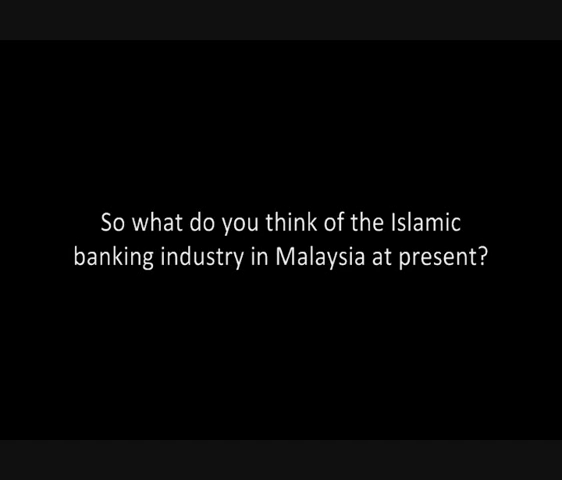 So what do you think of the Islamic
banking industry in Malaysia at present?